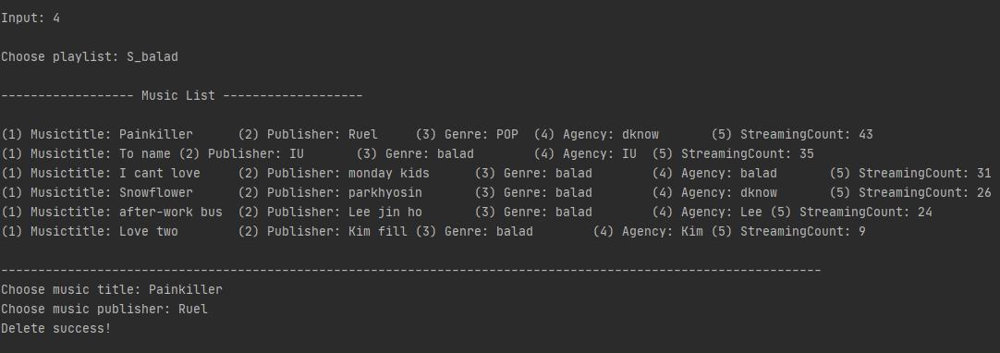 Input: 4
Choose playlist: S_balad
------------------ Music List -------------------
(1) Musictitle: Painkiller	(2) Publisher: Ruel	(3) Genre: POP	(4) Agency: dknow	(5) StreamingCount: 43
(1) Musictitle: To name	(2) Publisher: IU	(3) Genre: balad	(4) Agency: IU	(5) StreamingCount: 35
(1) Musictitle: I cant love	(2) Publisher: monday kids	(3) Genre: balad	(4) Agency: balad	(5) StreamingCount: 31
(1) Musictitle: Snowflower	(2) Publisher: parkhyosin	(3) Genre: balad	(4) Agency: dknow	(5) StreamingCount: 26
(1) Musictitle: after-work bus	(2) Publisher: Lee jin ho	(3) Genre: balad	(4) Agency: Lee	(5) StreamingCount: 24
(1) Musictitle: Love two	(2) Publisher: Kim fill	(3) Genre: balad	(4) Agency: Kim	(5) StreamingCount: 9
---------------------------------------------------------------------------------------------------------------
Choose music title: Painkiller
Choose music publisher: Ruel
Delete success!